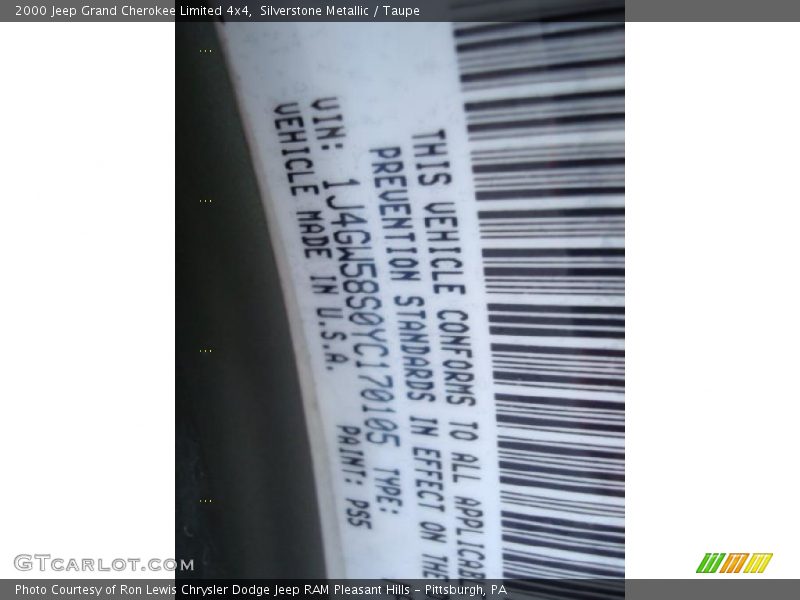 2000 Jeep Grand Cherokee Limited 4x4, Silverstone Metallic / Taupe
THIS VEHICLE CONFORMS TO ALL
PREVENTION STANDARDS IN EFFECT ON THE
VIN: 1J4GW58S0YC170105 TYPE:
VEHICLE MADE IN U.S.A. PAINT: PS5
GTcarlot.com
Photo Courtesy of Ron Lewis Chrysler Dodge Jeep RAM Pleasant Hills - Pittsburgh, PA